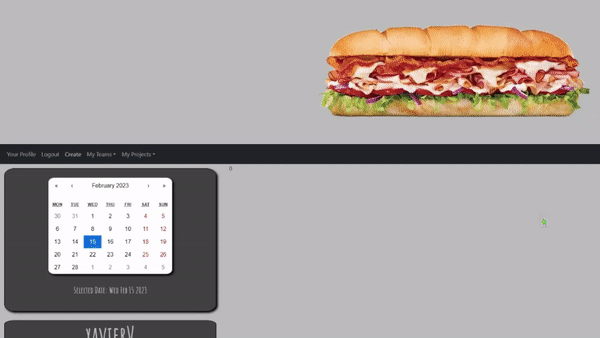 Your Profile Logout Create My Teams My Projects
0
« ‹ February 2023 › »
MON TUE WED THU FRI SAT SUN
30 31 1 2 3 4 5
6 7 8 9 10 11 12
13 14 15 16 17 18 19
20 21 22 23 24 25 26
27 28 1 2 3 4 5
Selected Date: Wed Feb 15 2023
xavierV